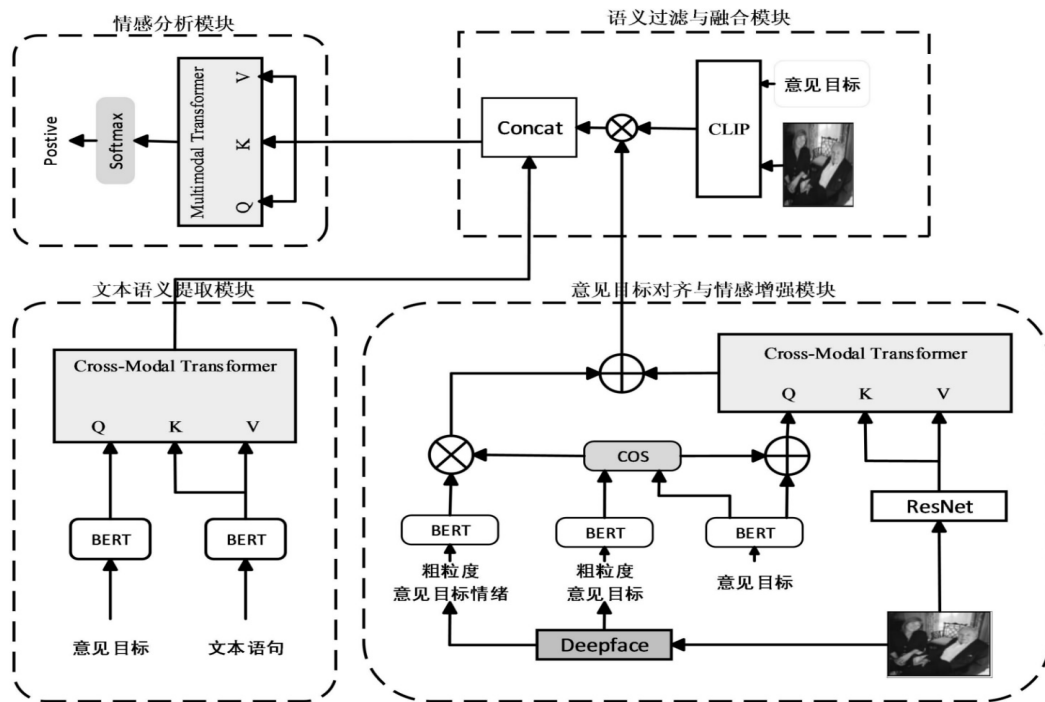 情感分析模块
语义过滤与融合模块
Postive
Softmax
Multimodal Transformer
V
K
Q
Concat
CLIP
意见目标
文本语义提取模块
Cross-Modal Transformer
Q K V
BERT BERT
意见目标 文本语句
意见目标对齐与情感增强模块
Cross-Modal Transformer
Q K V
COS
ResNet
BERT BERT BERT
粗粒度
意见目标情绪
粗粒度
意见目标
意见目标
Deepface